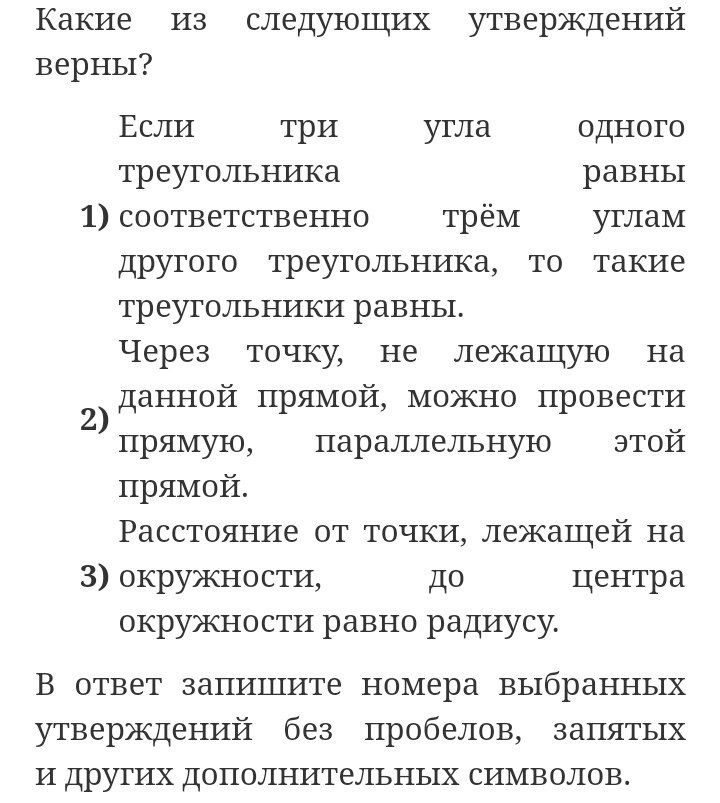 Какие из следующих утверждений
верны?
Если три угла одного
треугольника равны
1) соответственно трём углам
другого треугольника, то такие
треугольники равны.
Через точку, не лежащую на
данной прямой, можно провести
2)
прямую, параллельную этой
прямой.
Расстояние от точки, лежащей на
3) окружности, до центра
окружности равно радиусу.
В ответ запишите номера выбранных
утверждений без пробелов, запятых
и других дополнительных символов.